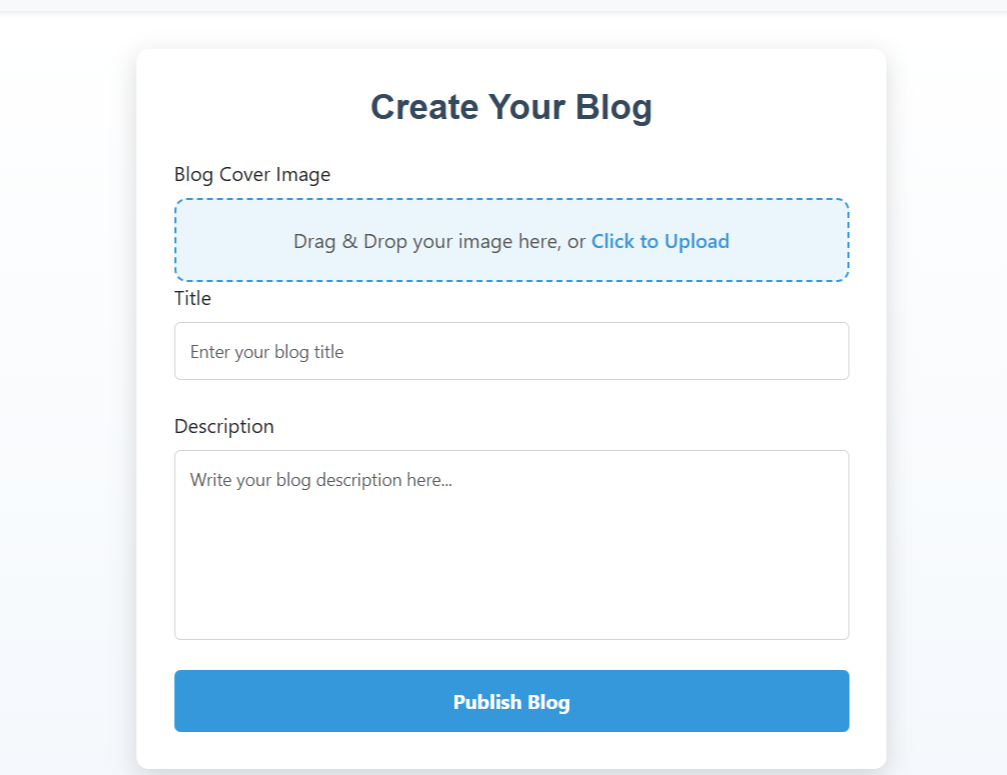 Create Your Blog
Blog Cover Image
Drag & Drop your image here, or Click to Upload
Title
Enter your blog title
Description
Write your blog description here...
Publish Blog